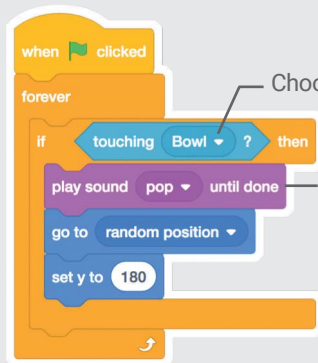 when clicked
Choo
forever
if touching Bowl ? then
play sound pop until done
go to random position
set y to 180